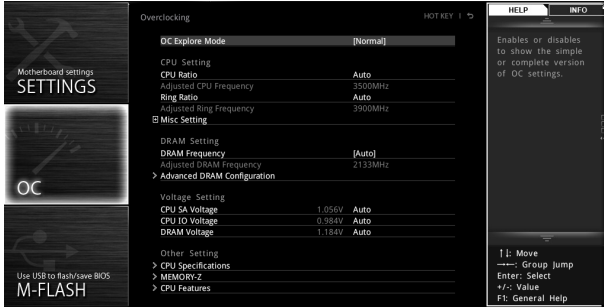 Overclocking
HOT KEY |
HELP
INFO
OC Explore Mode [Normal]
CPU Setting
CPU Ratio Auto
Adjusted CPU Frequency 3500MHz
Ring Ratio Auto
Adjusted Ring Frequency 3900MHz
Misc Setting
DRAM Setting
DRAM Frequency [Auto]
Adjusted DRAM Frequency 2133MHz
> Advanced DRAM Configuration
Voltage Setting
CPU SA Voltage 1.056V Auto
CPU IO Voltage 0.984V Auto
DRAM Voltage 1.184V Auto
Other Setting
> CPU Specifications
> MEMORY-Z
> CPU Features
Motherboard settings
SETTINGS
OC
Use USB to flash/save BIOS
M-FLASH
Enables or disables
to show the simple
or complete version
of OC settings.
↑↓: Move
→←: Group Jump
Enter: Select
+/-: Value
F1: General Help